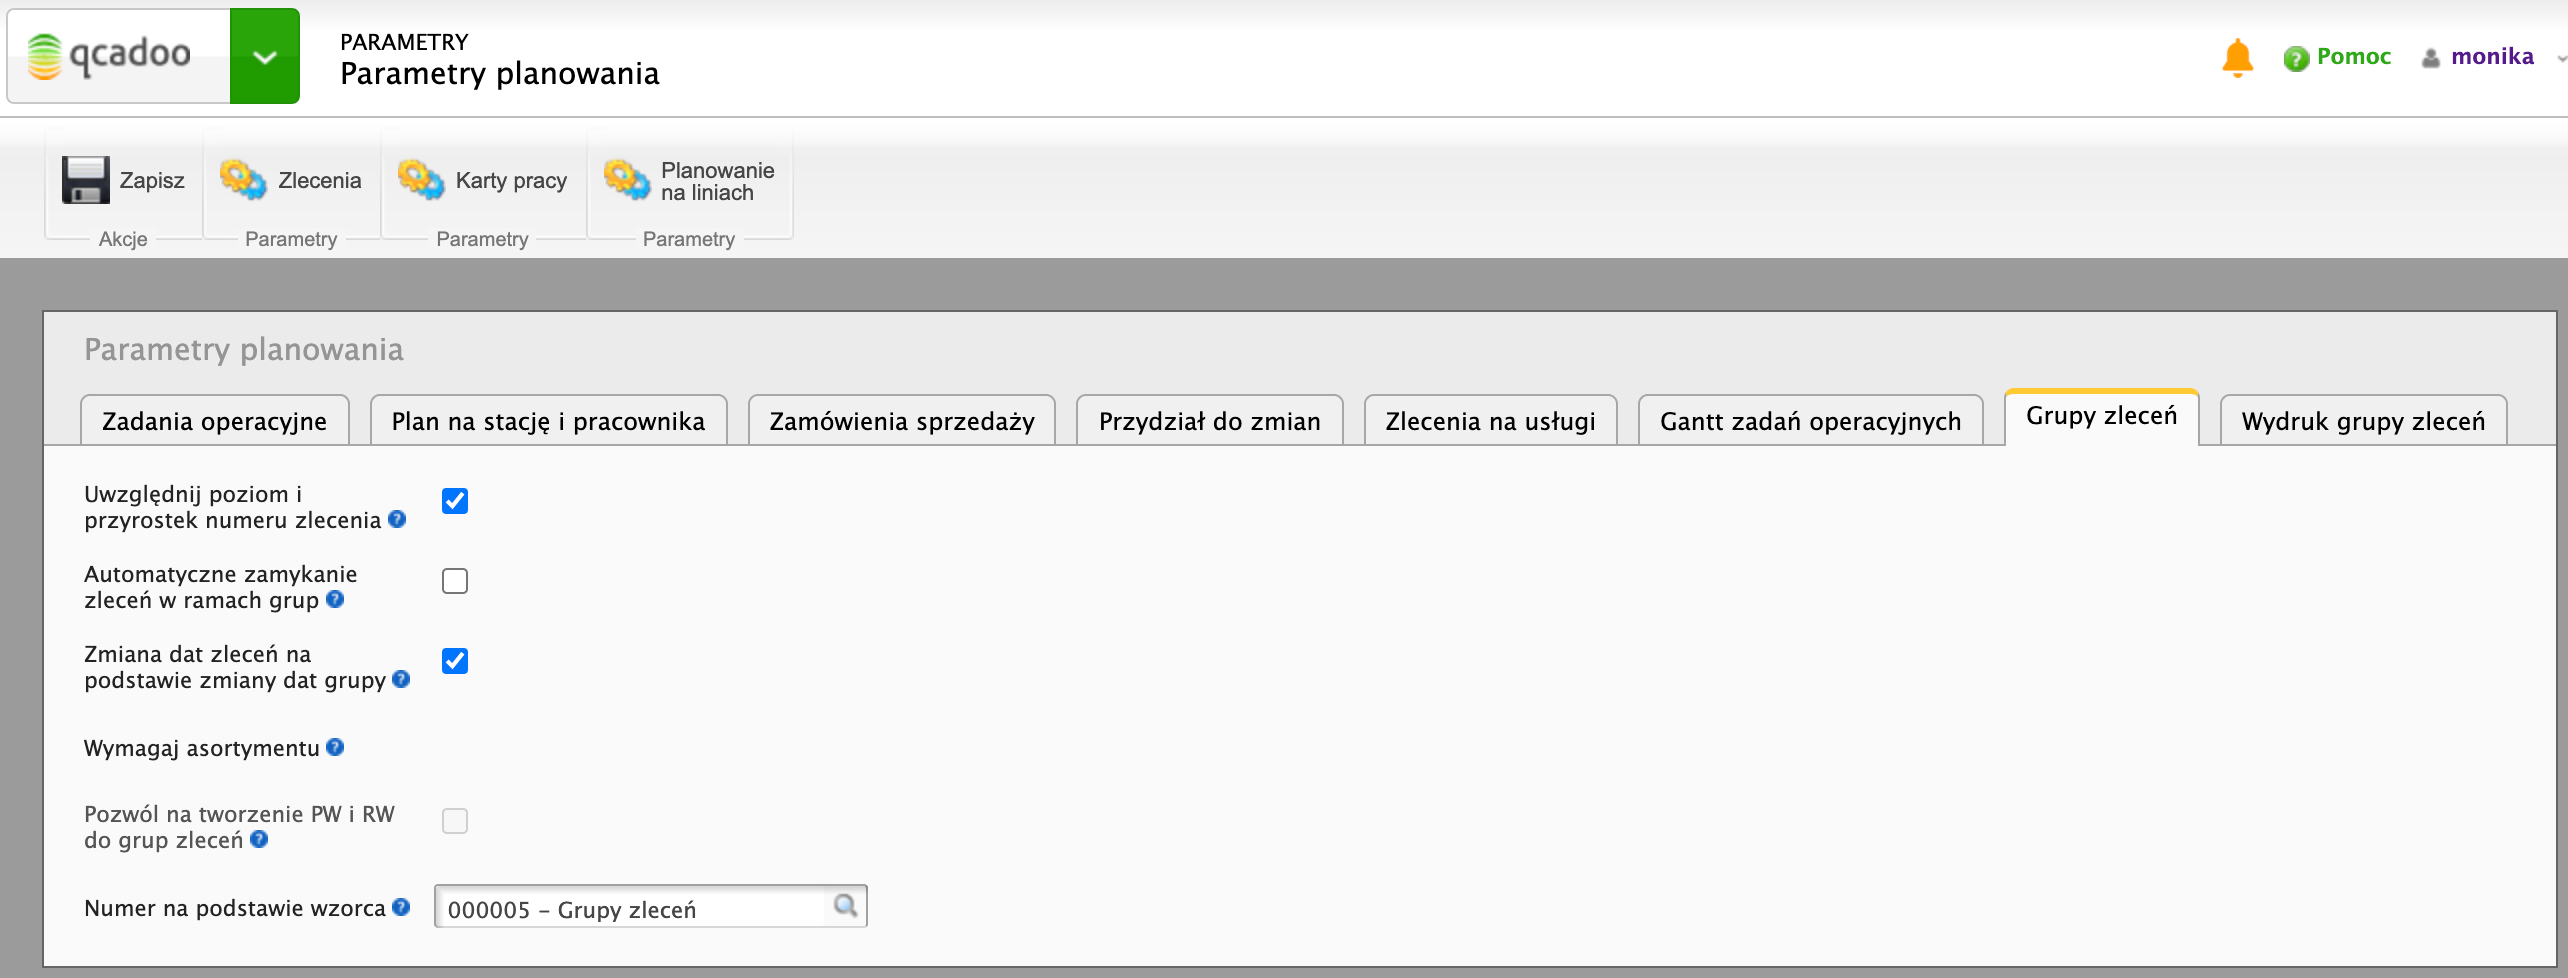 qcadoo
PARAMETRY
Parametry planowania
Pomoc
monika
Zapisz
Zlecenia
Karty pracy
Planowanie
na liniach
Akcje
Parametry
Parametry
Parametry
Parametry planowania
Zadania operacyjne
Plan na stację i pracownika
Zamówienia sprzedaży
Przydział do zmian
Zlecenia na usługi
Gantt zadań operacyjnych
Grupy zleceń
Wydruk grupy zleceń
Uwzględnij poziom i
przyrostek numeru zlecenia ?
Automatyczne zamykanie
zleceń w ramach grup ?
Zmiana dat zleceń na
podstawie zmiany dat grupy ?
Wymagaj asortymentu ?
Pozwól na tworzenie PW i RW
do grup zleceń ?
Numer na podstawie wzorca ?
000005 – Grupy zleceń